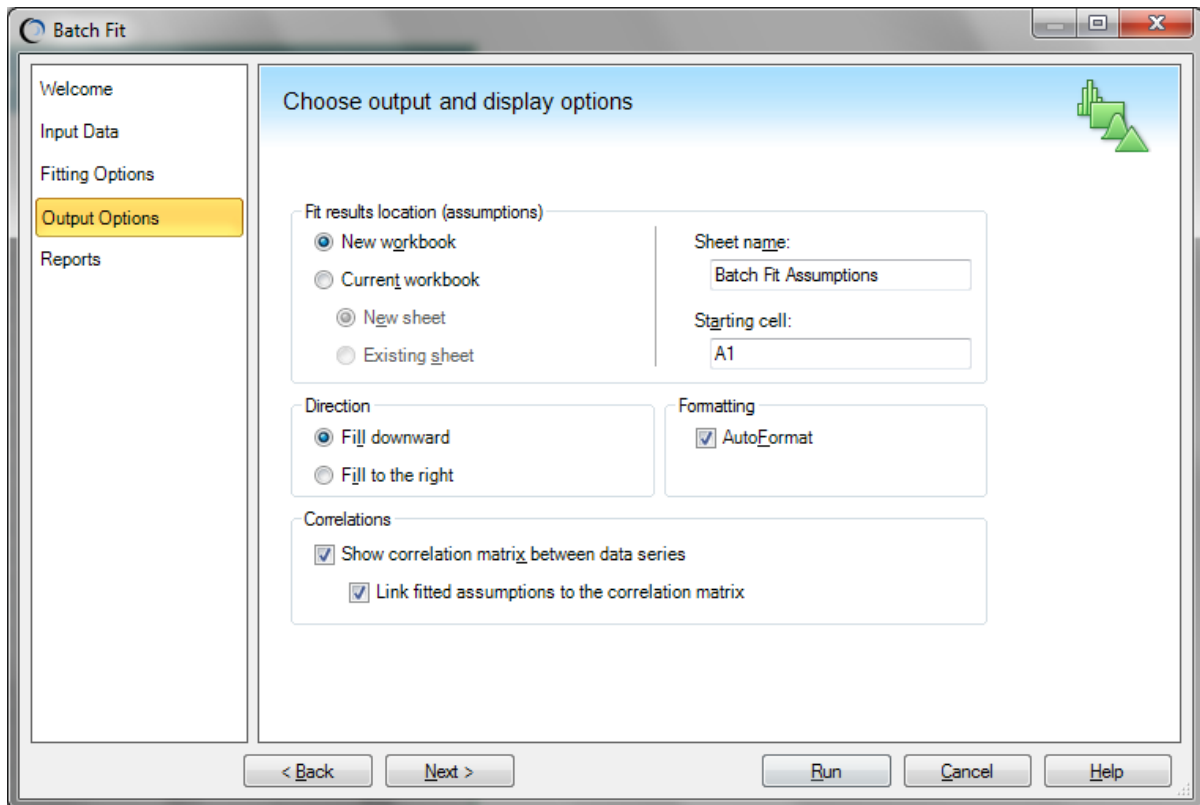 Batch Fit
Welcome
Input Data
Fitting Options
Output Options
Reports
Choose output and display options
Fit results location (assumptions)
New workbook
Current workbook
New sheet
Existing sheet
Sheet name:
Batch Fit Assumptions
Starting cell:
A1
Direction
Fill downward
Fill to the right
Formatting
AutoFormat
Correlations
Show correlation matrix between data series
Link fitted assumptions to the correlation matrix
< Back
Next >
Run
Cancel
Help